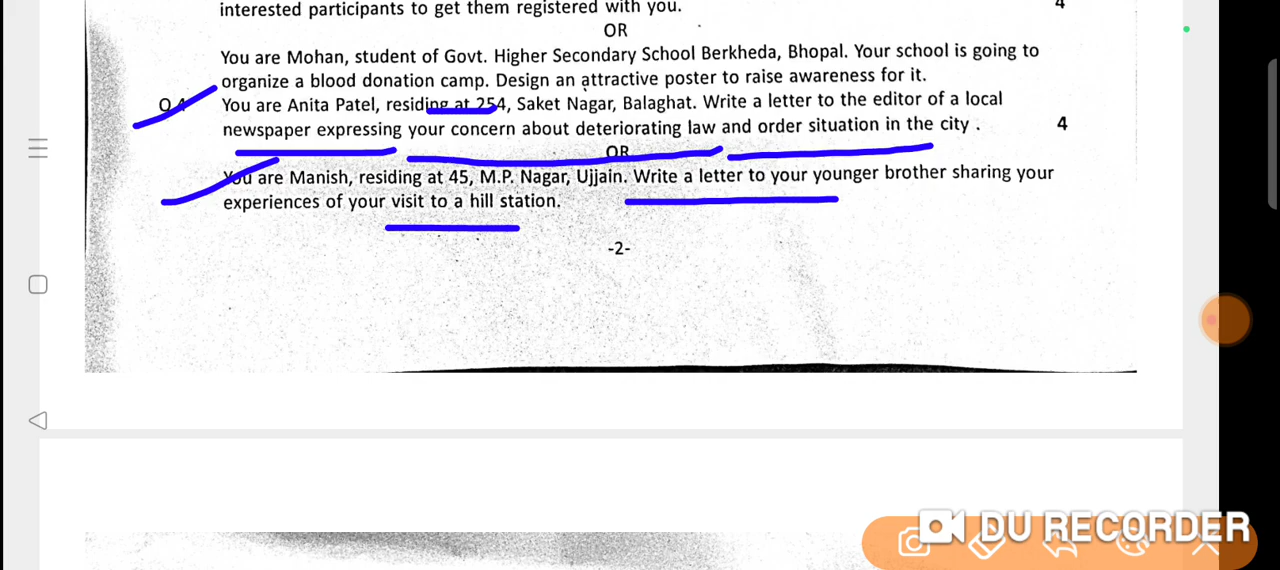 interested participants to get them registered with you.
4
OR
You are Mohan, student of Govt. Higher Secondary School Berkheda, Bhopal. Your school is going to
organize a blood donation camp. Design an attractive poster to raise awareness for it.
You are Anita Patel, residing at 254, Saket Nagar, Balaghat. Write a letter to the editor of a local
newspaper expressing your concern about deteriorating law and order situation in the city . 4
OR
You are Manish, residing at 45, M.P. Nagar, Ujjain. Write a letter to your younger brother sharing your
experiences of your visit to a hill station.
-2-
DU RECORDER